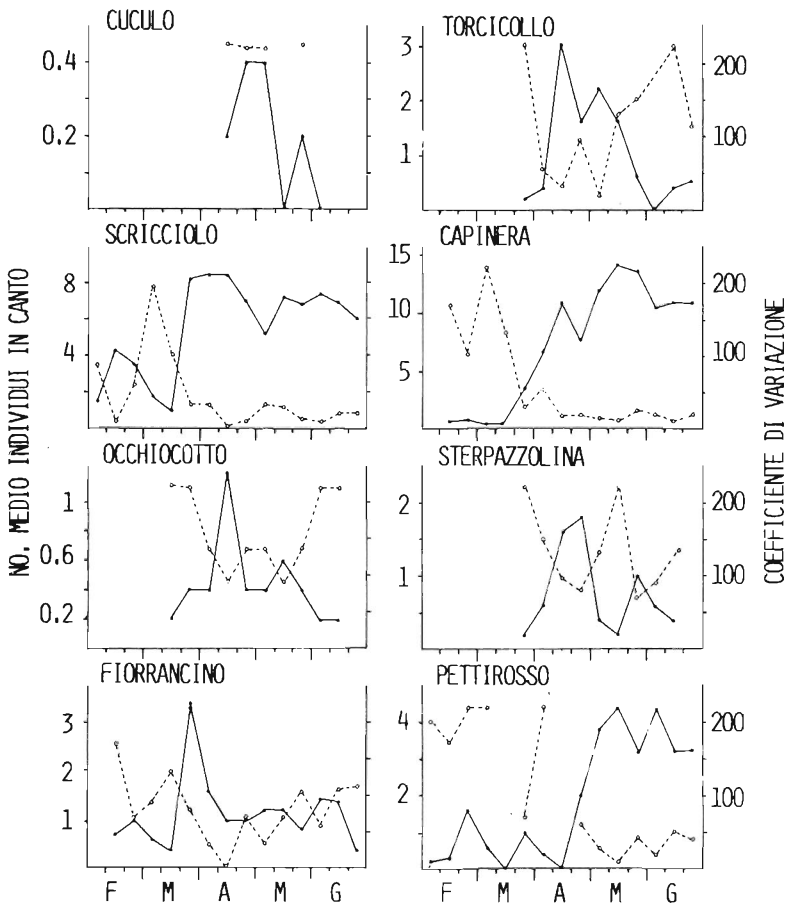 CUCULO
0.4
0.2
TORCICOLLO
3
2
1
200
100
SCRICCIOLO
8
4
CAPINERA
15
10
5
200
100
OCCHIOCOTTO
1
0.6
0.2
STERPAZZOLINA
2
1
200
100
FIORRANCINO
3
2
1
PETTIROSSO
4
2
200
100
F M A M G
F M A M G
NO. MEDIO INDIVIDUI IN CANTO
COEFFICIENTE DI VARIAZIONE